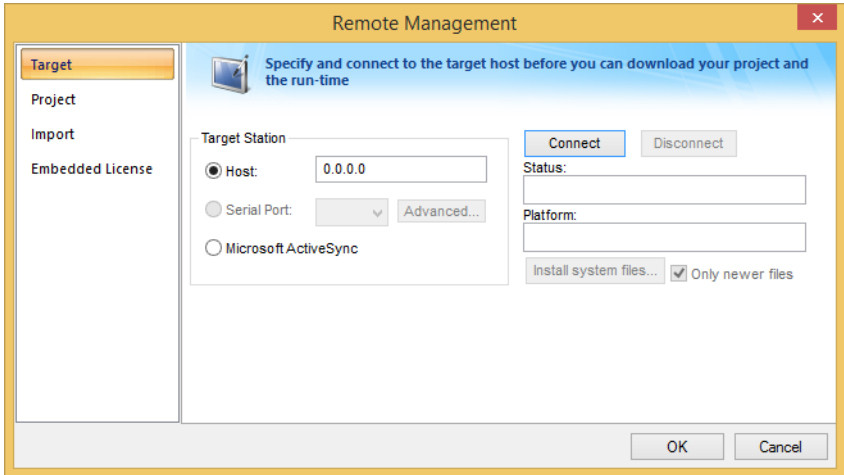 Remote Management
Target
Project
Import
Embedded License
Specify and connect to the target host before you can download your project and
the run-time
Target Station
Host:
0.0.0.0
Serial Port:
Advanced...
Microsoft ActiveSync
Connect
Disconnect
Status:
Platform:
Install system files...
Only newer files
OK
Cancel